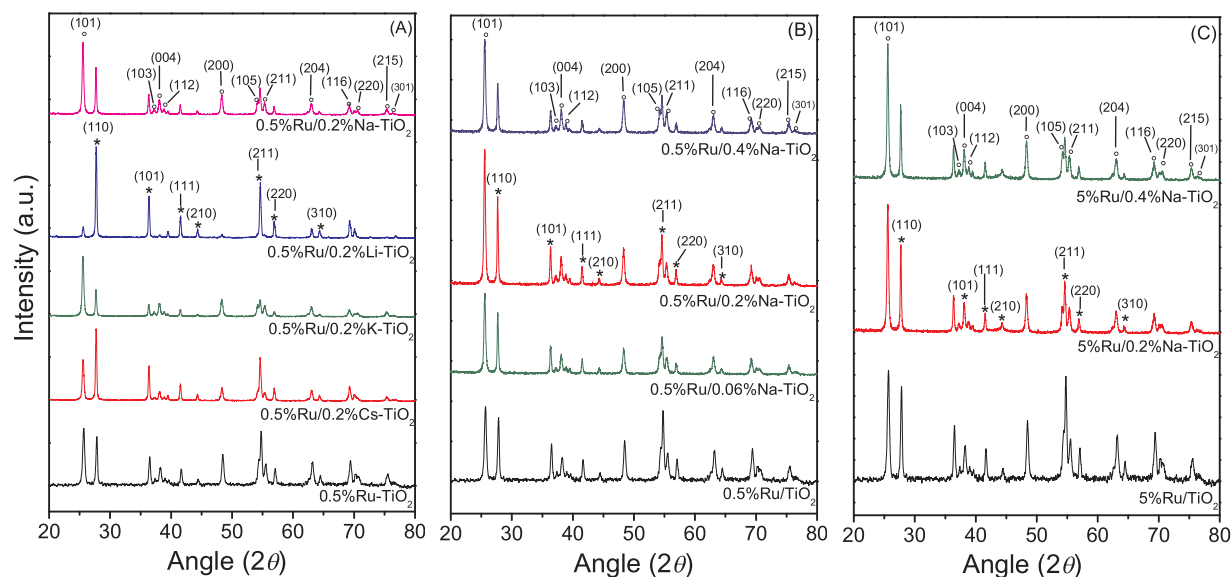 Intensity (a.u.)
(A)
(101)
(103)
(004)
(112)
(200)
(105)
(211)
(204)
(116)
(220)
(215)
(301)
0.5%Ru/0.2%Na-TiO₂
(110)
(101)
(111)
(210)
(211)
(220)
(310)
0.5%Ru/0.2%Li-TiO₂
0.5%Ru/0.2%K-TiO₂
0.5%Ru/0.2%Cs-TiO₂
0.5%Ru-TiO₂
20 30 40 50 60 70 80
Angle (2θ)
(B)
(101)
(103)
(004)
(112)
(200)
(105)
(211)
(204)
(116)
(220)
(215)
(301)
0.5%Ru/0.4%Na-TiO₂
(110)
(101)
(111)
(210)
(211)
(220)
(310)
0.5%Ru/0.2%Na-TiO₂
0.5%Ru/0.06%Na-TiO₂
0.5%Ru/TiO₂
20 30 40 50 60 70 80
Angle (2θ)
(C)
(101)
(103)
(004)
(112)
(200)
(105)
(211)
(204)
(116)
(220)
(215)
(301)
5%Ru/0.4%Na-TiO₂
(110)
(101)
(111)
(210)
(211)
(220)
(310)
5%Ru/0.2%Na-TiO₂
5%Ru/TiO₂
20 30 40 50 60 70 80
Angle (2θ)